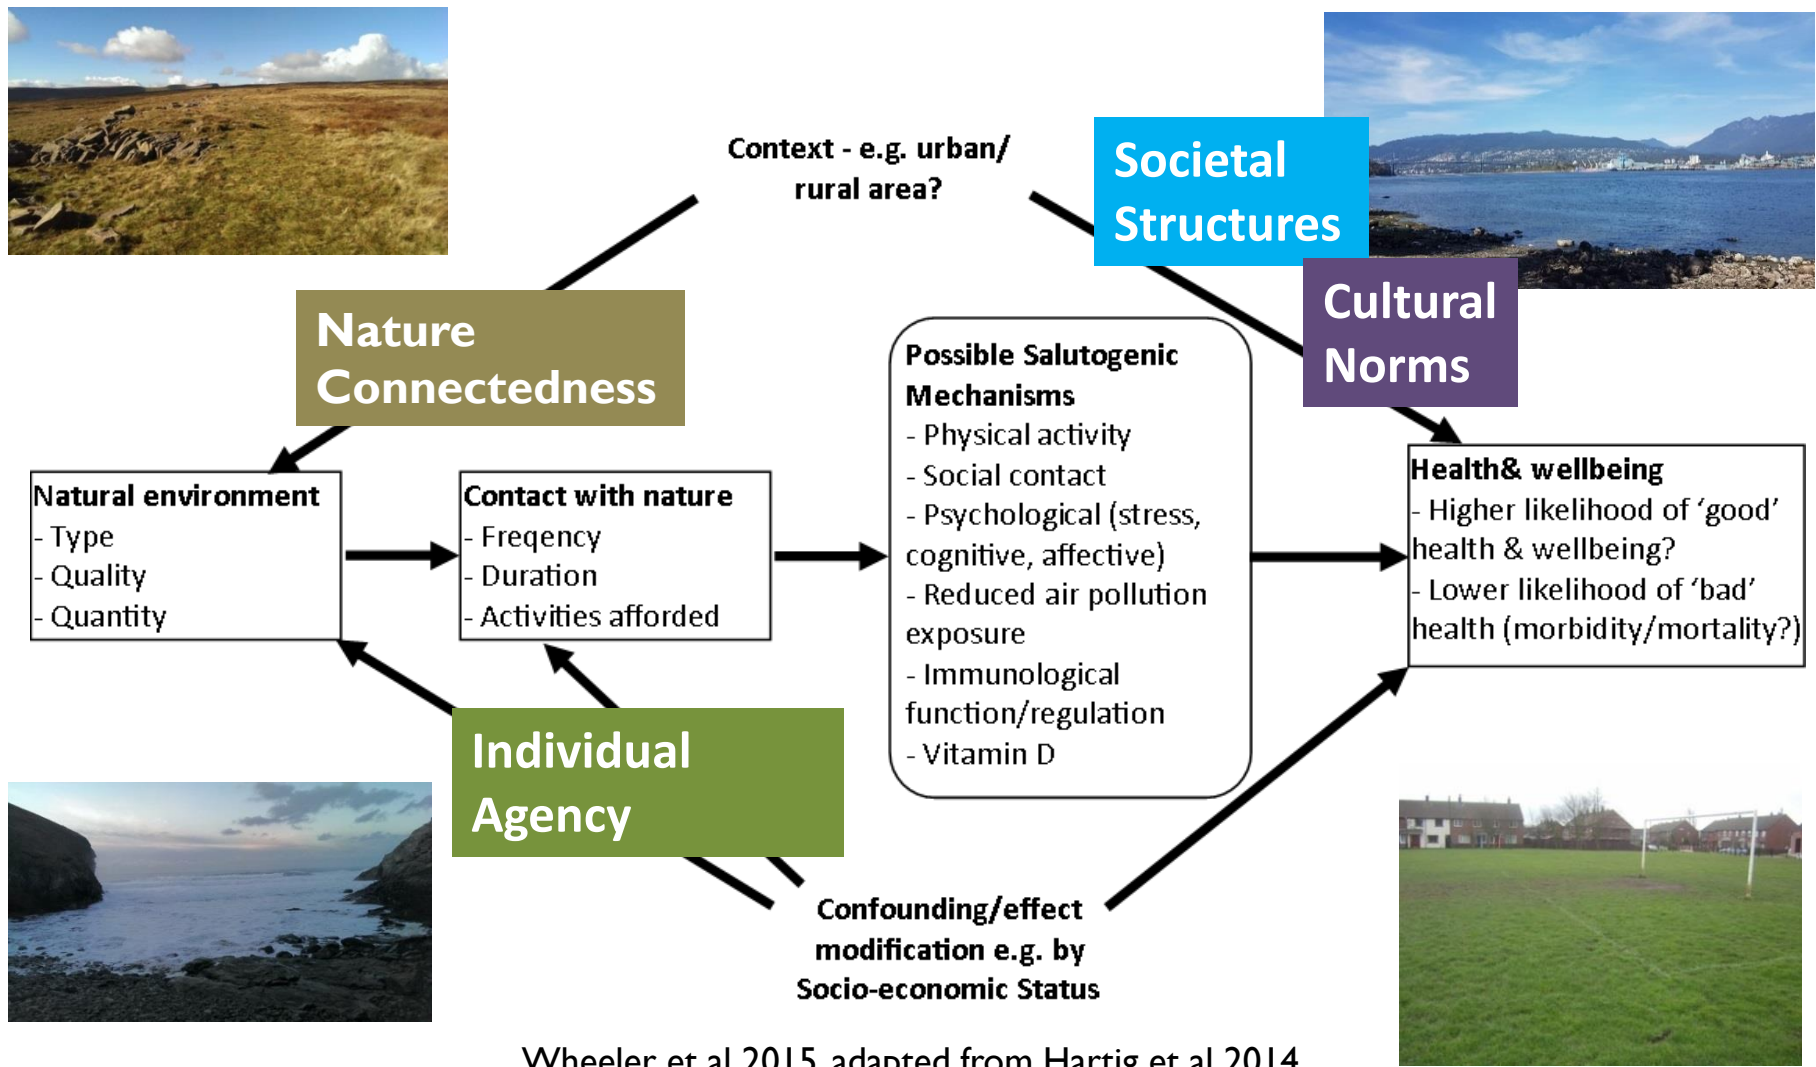 Context - e.g. urban/
rural area?
Societal
Structures
Cultural
Norms
Nature
Connectedness
Natural environment
- Type
- Quality
- Quantity
Contact with nature
- Freqency
- Duration
- Activities afforded
Possible Salutogenic
Mechanisms
- Physical activity
- Social contact
- Psychological (stress,
cognitive, affective)
- Reduced air pollution
exposure
- Immunological
function/regulation
- Vitamin D
Health& wellbeing
- Higher likelihood of ‘good’
health & wellbeing?
- Lower likelihood of ‘bad’
health (morbidity/mortality?)
Individual
Agency
Confounding/effect
modification e.g. by
Socio-economic Status
Wheeler et al 2015 adapted from Hartig et al 2014